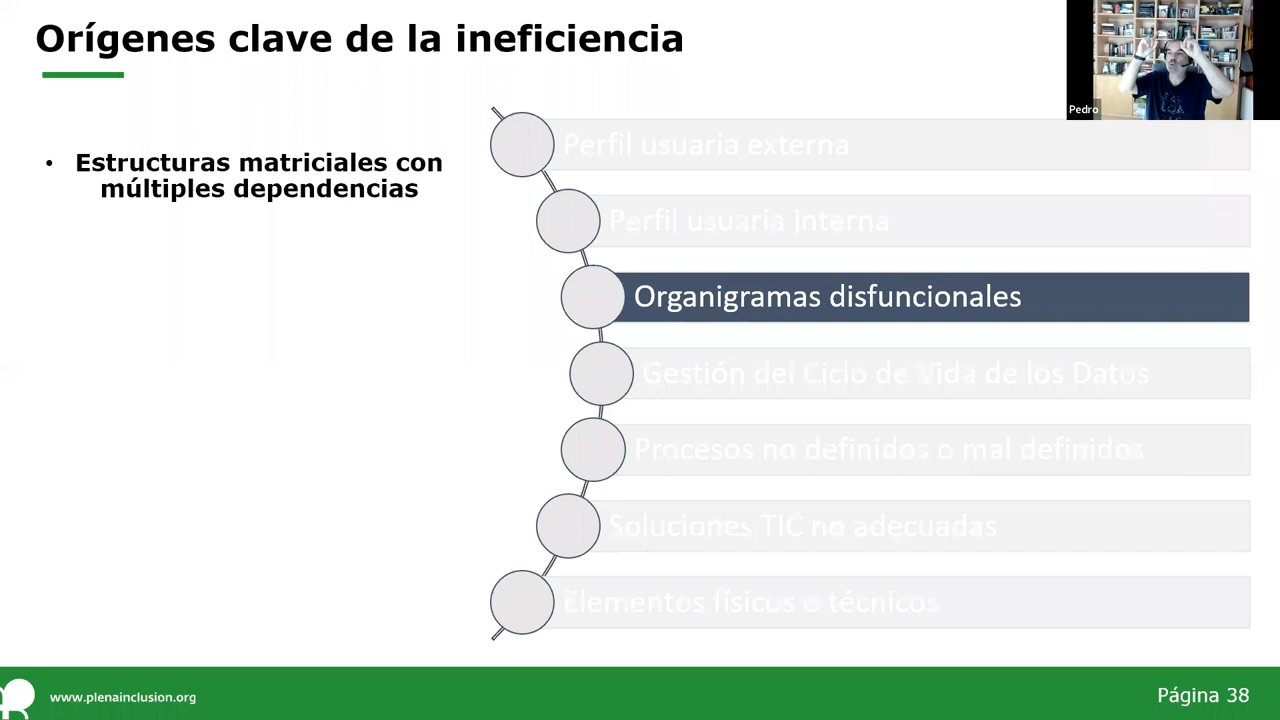 Orígenes clave de la ineficiencia
Pedro
• Estructuras matriciales con
múltiples dependencias
Perfil usuaria externa
Perfil usuaria interna
Organigramas disfuncionales
Gestión del Ciclo de Vida de los Datos
Procesos no definidos o mal definidos
Soluciones TIC no adecuadas
Elementos físicos o técnicos
www.plenainclusion.org
Página 38